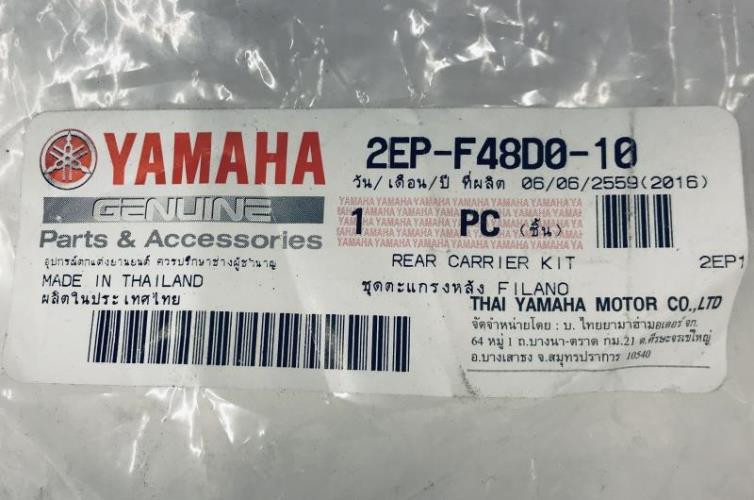 YAMAHA
GENUINE
Parts & Accessories
อุปกรณ์ตกแต่งยานยนต์ ควรปรึกษาช่างผู้ชำนาญ
MADE IN THAILAND
ผลิตในประเทศไทย
2EP-F48D0-10
วัน/เดือน/ปี ที่ผลิต 06/06/2559(2016)
1 PC (ชิ้น)
REAR CARRIER KIT 2EP1
ชุดตะแกรงหลัง FILANO
THAI YAMAHA MOTOR CO.,LTD
จัดจำหน่ายโดย : บ. ไทยยามาฮ่ามอเตอร์ จก.
64 หมู่ 1 ถ.บางนา-ตราด กม.21 ต.ศีรษะจรเข้ใหญ่
อ.บางเสาธง จ.สมุทรปราการ 10540